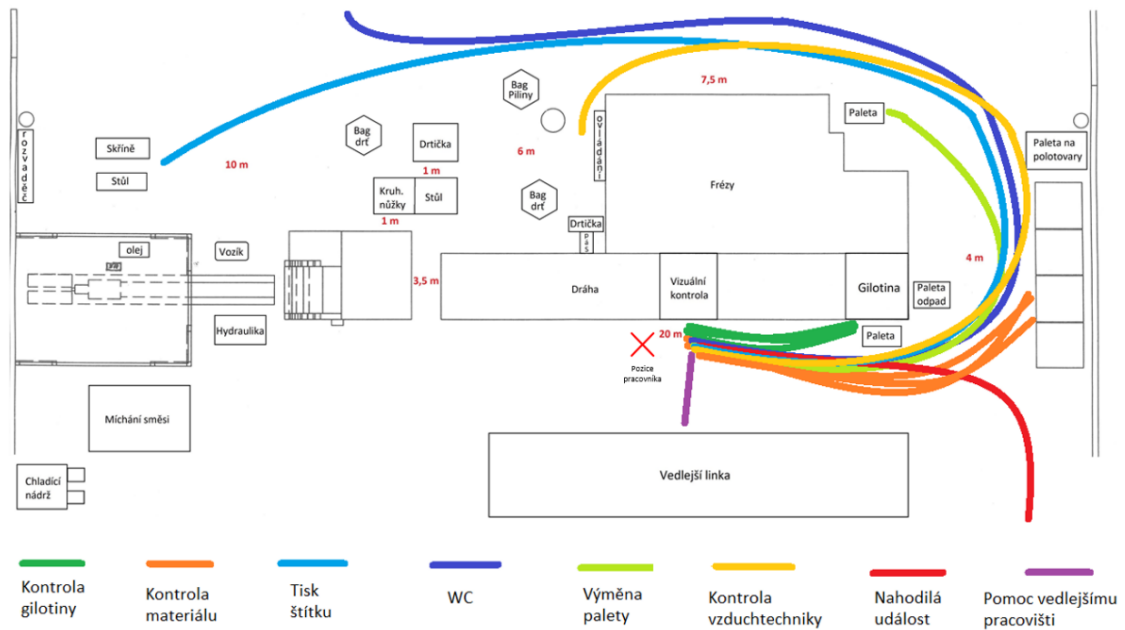 7,5 m
Bag
Piliny
Paleta
rozvaděč
Skříně
Stůl
10 m
Bag
drť
Drtička
1 m
6 m
ovládání
Frézy
Paleta na
polotovary
Kruh.
nůžky
Stůl
1 m
Bag
drť
Drtička
Pás
olej
Vozík
3,5 m
Dráha
Vizuální
kontrola
Gilotina
Paleta
odpad
4 m
Hydraulika
20 m
Paleta
Pozice
pracovníka
Míchání směsi
Vedlejší linka
Chladící
nádrž
Kontrola
gilotiny
Kontrola
materiálu
Tisk
štítku
WC
Výměna
palety
Kontrola
vzduchtechniky
Nahodilá
událost
Pomoc vedlejšímu
pracovišti